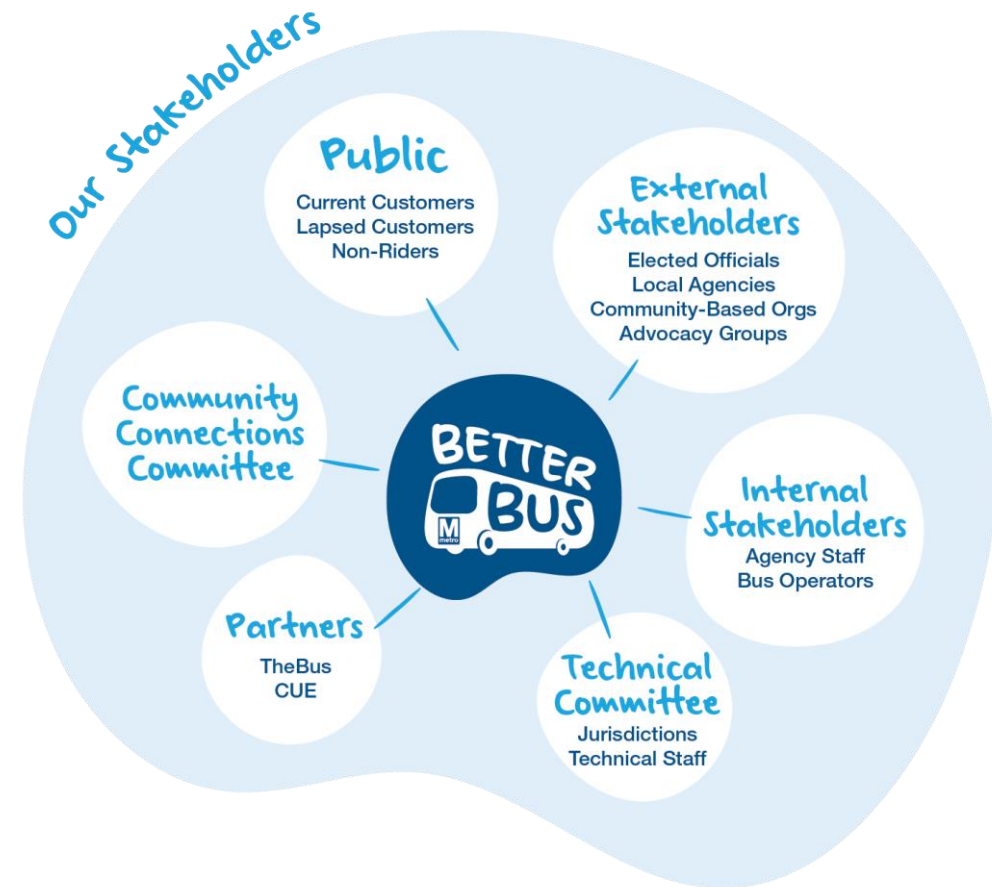 Our Stakeholders
Public
Current Customers
Lapsed Customers
Non-Riders
External
Stakeholders
Elected Officials
Local Agencies
Community-Based Orgs
Advocacy Groups
Community
Connections
Committee
BETTER
BUS
M
metro
Internal
Stakeholders
Agency Staff
Bus Operators
Partners
TheBus
CUE
Technical
Committee
Jurisdictions
Technical Staff